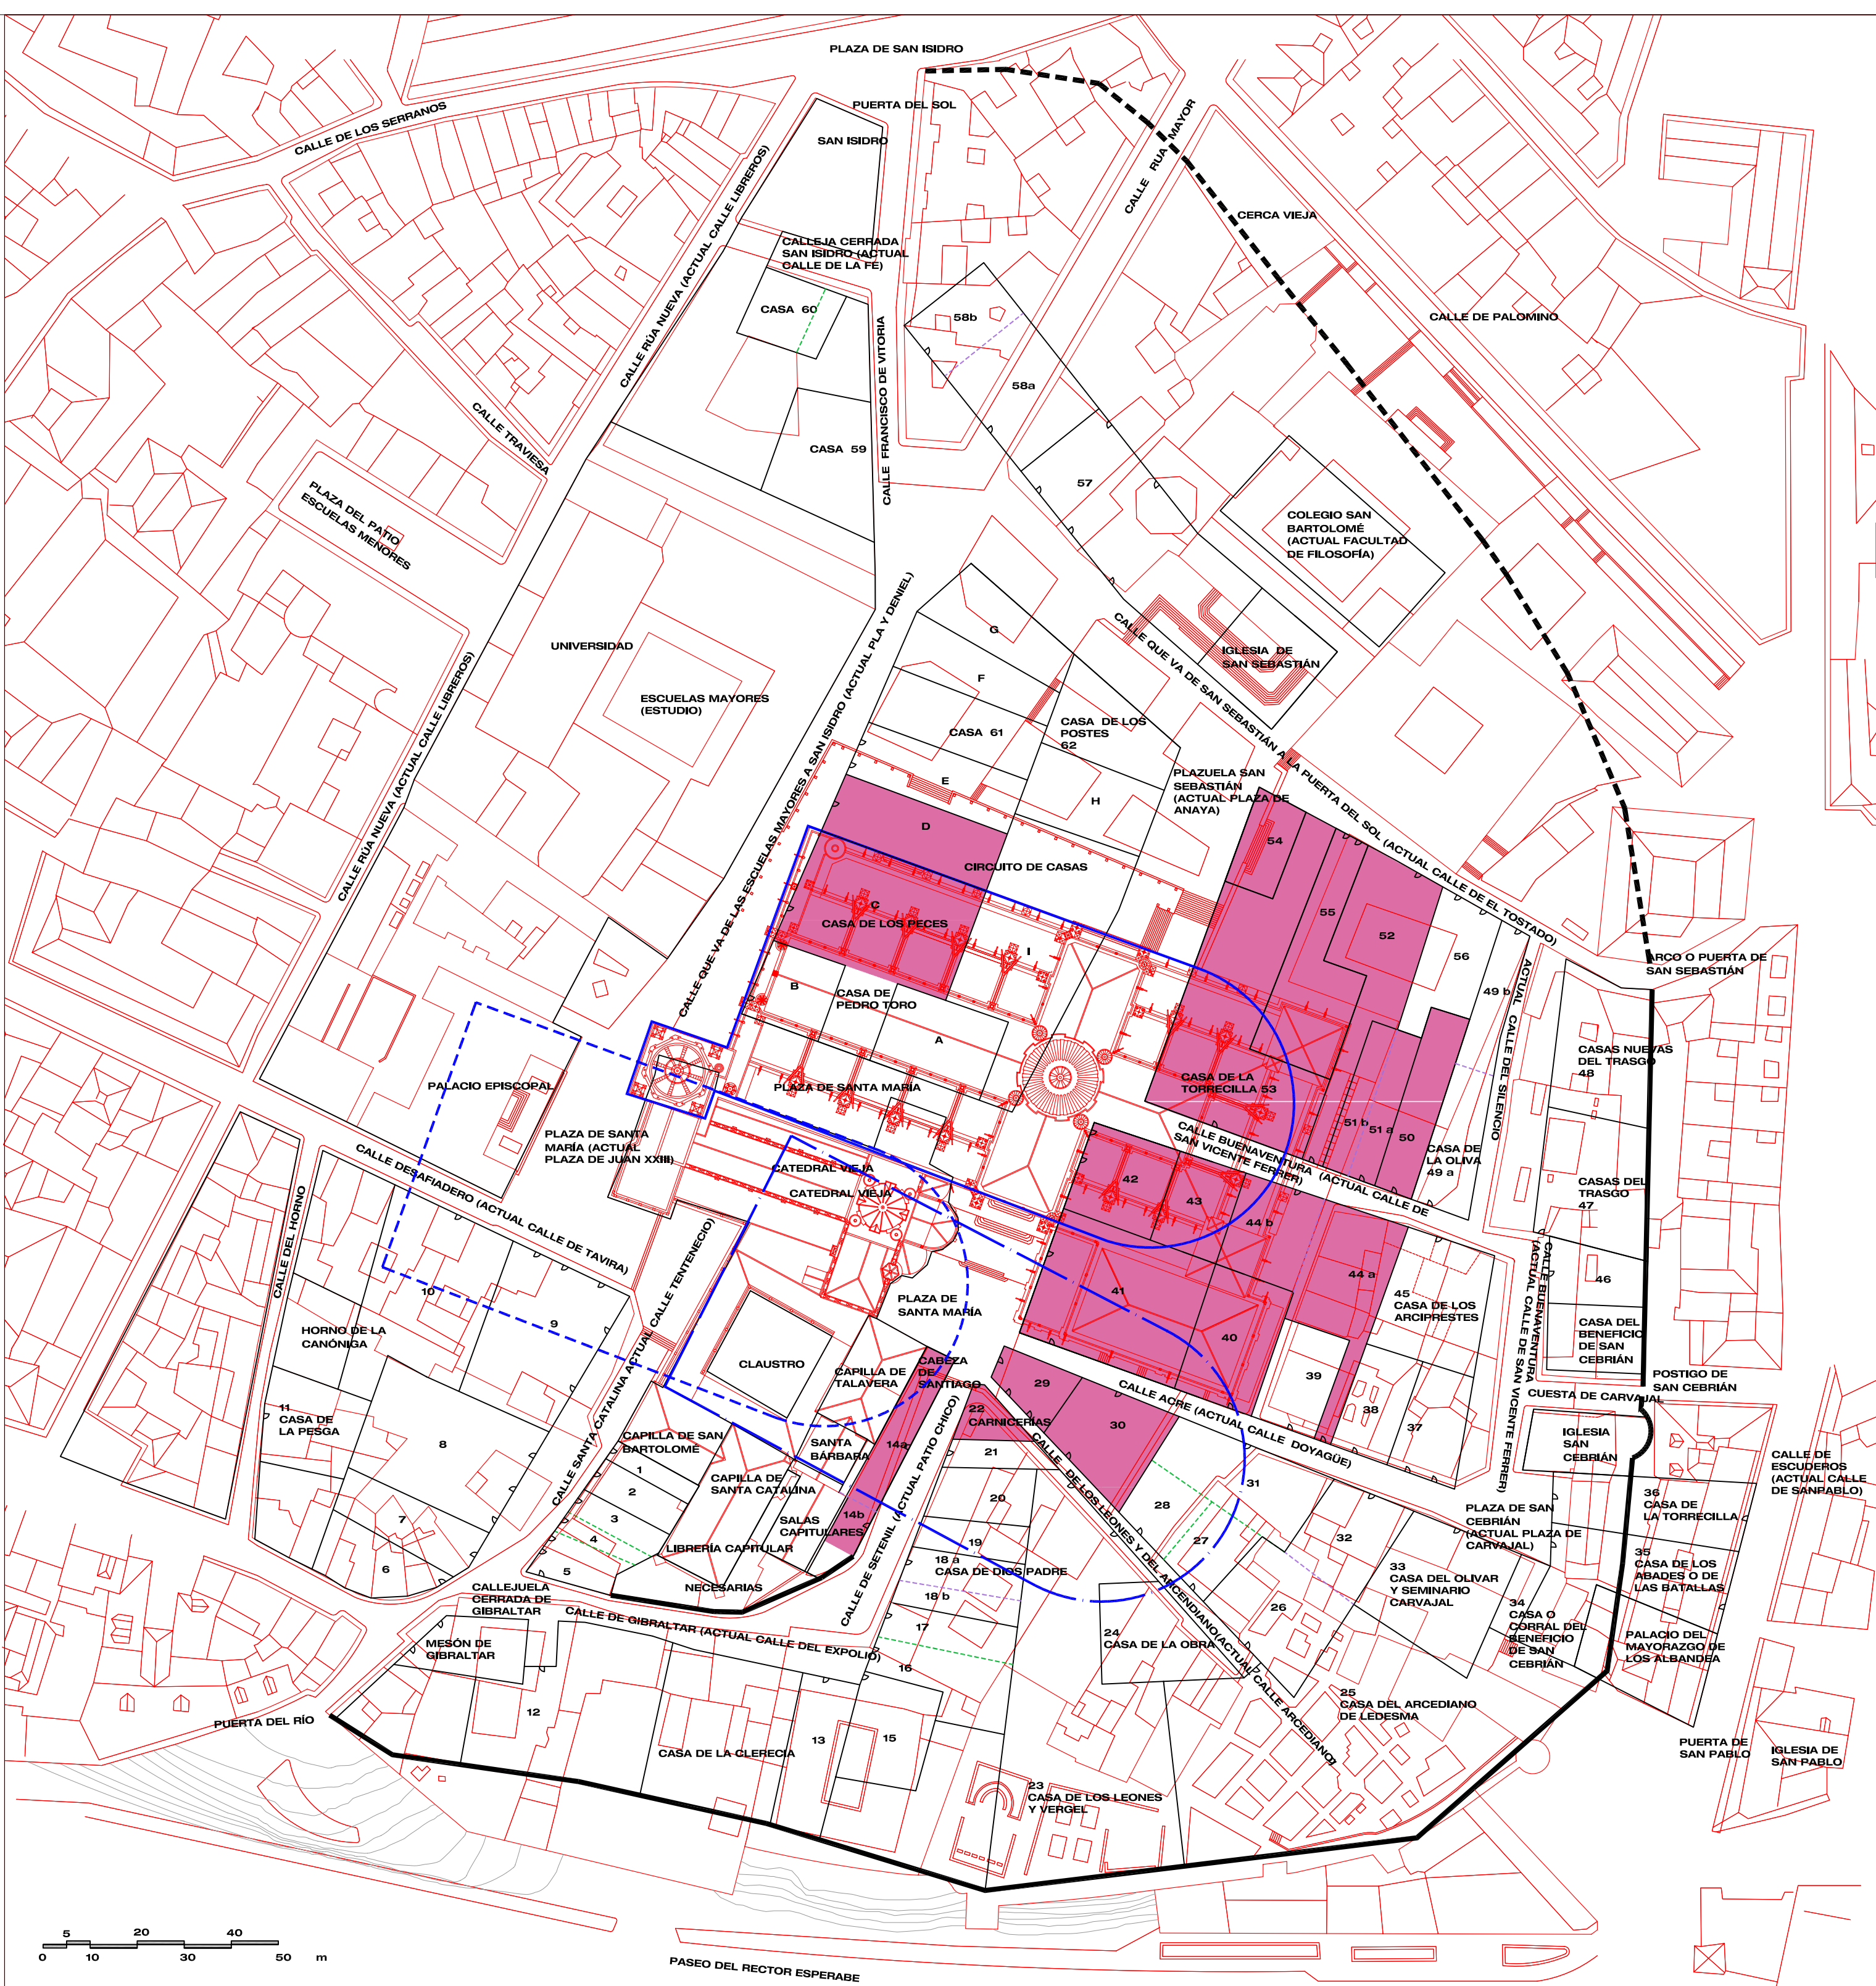 PLAZA DE SAN ISIDRO
PUERTA DEL SOL
CALLE DE LOS SERRANOS
SAN ISIDRO
CALLE RUA MAYOR
CERCA VIEJA
CALLE RÚA NUEVA (ACTUAL CALLE LIBREROS)
CALLEJA CERRADA
SAN ISIDRO (ACTUAL
CALLE DE LA FÉ)
CASA 60
58b
CALLE DE PALOMINO
CALLE FRANCISCO DE VITORIA
58a
CALLE TRAVIESA
CASA 59
57
PLAZA DEL PATIO
ESCUELAS MENORES
COLEGIO SAN
BARTOLOMÉ
(ACTUAL FACULTAD
DE FILOSOFÍA)
G
UNIVERSIDAD
IGLESIA DE
SAN SEBASTIÁN
CALLE QUE VA DE SAN SEBASTIÁN A LA PUERTA DEL SOL (ACTUAL CALLE DE EL TOSTADO)
F
ESCUELAS MAYORES
(ESTUDIO)
CALLE QUE VA DE LAS ESCUELAS MAYORES A SAN ISIDRO (ACTUAL PLA Y DENIEL)
CASA 61
CASA DE LOS
POSTES
62
CALLE RÚA NUEVA (ACTUAL CALLE LIBREROS)
E
H
PLAZUELA SAN
SEBASTIÁN
(ACTUAL PLAZA DE
ANAYA)
D
54
CIRCUITO DE CASAS
C
CASA DE LOS PECES
55
52
I
56
ARCO O PUERTA DE
SAN SEBASTIÁN
B
CASA DE
PEDRO TORO
49 b
A
ACTUAL CALLE DEL SILENCIO
CASAS NUEVAS
DEL TRASGO
48
PALACIO EPISCOPAL
PLAZA DE SANTA MARÍA
CASA DE LA
TORRECILLA 53
51 b
51 a
50
PLAZA DE SANTA
MARÍA (ACTUAL
PLAZA DE JUAN XXIII)
CALLE BUENAVENTURA (ACTUAL CALLE DE
SAN VICENTE FERRER)
CASA DE
LA OLIVA
49 a
CATEDRAL VIEJA
CATEDRAL VIEJA
42
43
44 b
CASAS DEL
TRASGO
47
CALLE DESAFIADERO (ACTUAL CALLE DE TAVIRA)
CALLE DEL HORNO
CALLE SANTA CATALINA ACTUAL CALLE TENTENECIO)
44 a
46
CALLE BUENAVENTURA
(ACTUAL CALLE DE SAN VICENTE FERRER)
10
9
41
PLAZA DE
SANTA MARÍA
45
CASA DE LOS
ARCIPRESTES
HORNO DE LA
CANÓNIGA
40
CASA DEL
BENEFICIO
DE SAN
CEBRIÁN
CLAUSTRO
CAPILLA DE
TALAVERA
CABEZA
DE
SANTIAGO
39
POSTIGO DE
SAN CEBRIÁN
29
CALLE ACRE (ACTUAL CALLE DOYAGÜE)
CUESTA DE CARVAJAL
11
CASA DE
LA PESGA
22
CARNICERÍAS
30
38
37
8
CAPILLA DE SAN
BARTOLOMÉ
SANTA
BÁRBARA
14a
21
IGLESIA
SAN
CEBRIÁN
CALLE DE
ESCUDEROS
(ACTUAL CALLE
DE SANPABLO)
1
2
CAPILLA DE
SANTA CATALINA
31
20
28
36
CASA DE
LA TORRECILLA
7
3
SALAS
CAPITULARES
14b
PLAZA DE SAN
CEBRIÁN
(ACTUAL PLAZA DE
CARVAJAL)
4
LIBRERÍA CAPITULAR
19
27
32
6
5
18 a
CASA DE DIOS PADRE
33
CASA DEL OLIVAR
Y SEMINARIO
CARVAJAL
35
CASA DE LOS
ABADES O DE
LAS BATALLAS
NECESARIAS
CALLE DE SETENIL (ACTUAL PATIO CHICO)
CALLE DE LOS LEONES Y DEL ARCENDIANO(ACTUAL CALLE ARCEDIANO)
18 b
26
CALLEJUELA
CERRADA DE
GIBRALTAR
34
CASA O
CORRAL DEL
BENEFICIO
DE SAN
CEBRIÁN
CALLE DE GIBRALTAR (ACTUAL CALLE DEL EXPOLIO)
17
24
CASA DE LA OBRA
PALACIO DEL
MAYORAZGO DE
LOS ALBANDEA
MESÓN DE
GIBRALTAR
16
25
CASA DEL ARCEDIANO
DE LEDESMA
PUERTA DEL RÍO
12
13
15
CASA DE LA CLERECIA
PUERTA DE
SAN PABLO
IGLESIA DE
SAN PABLO
23
CASA DE LOS LEONES
Y VERGEL
5 20 40
0 10 30 50 m
PASEO DEL RECTOR ESPERABE